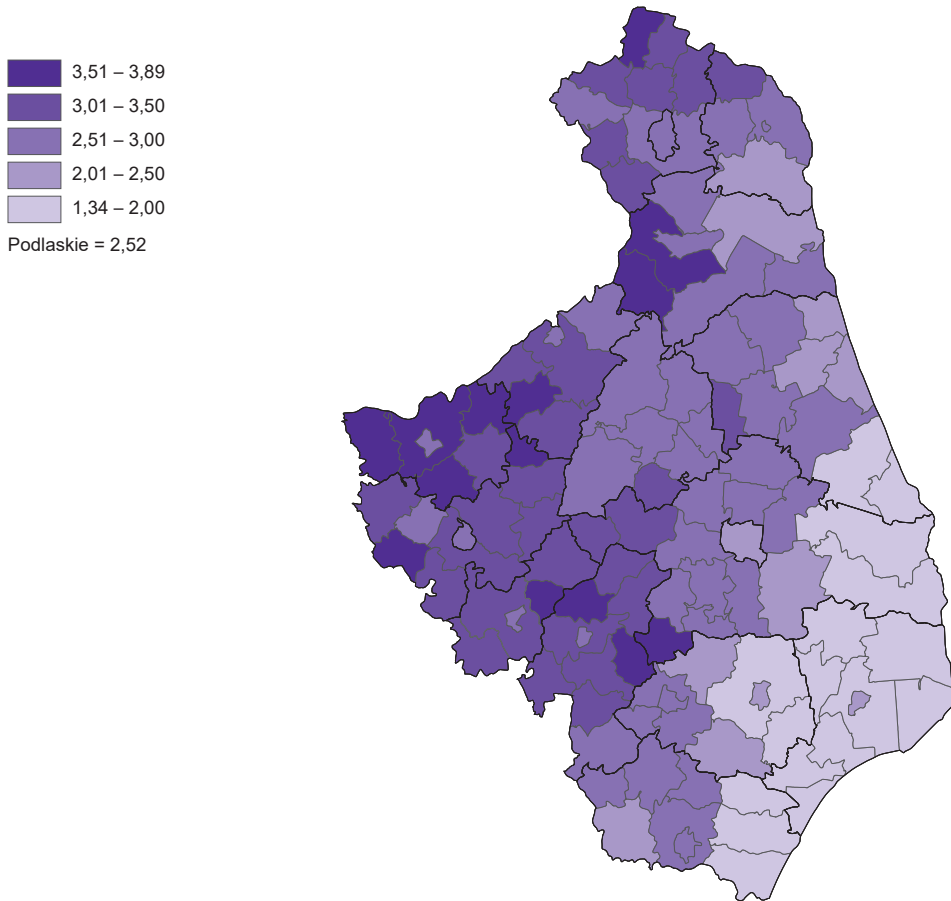 3,51 – 3,89
3,01 – 3,50
2,51 – 3,00
2,01 – 2,50
1,34 – 2,00
Podlaskie = 2,52